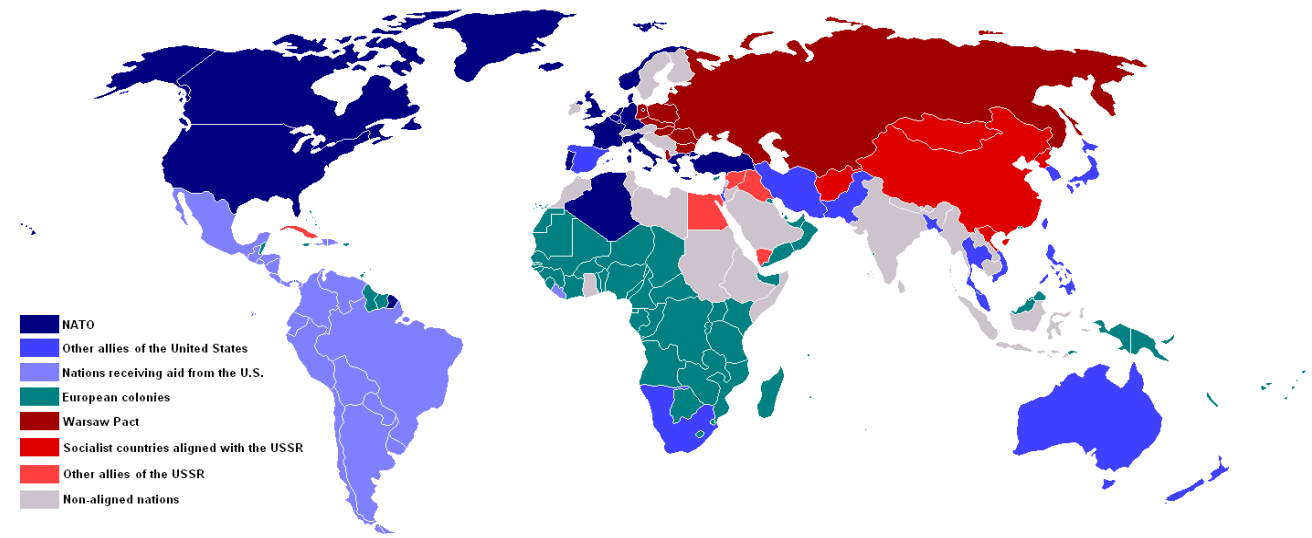 NATO
Other allies of the United States
Nations receiving aid from the U.S.
European colonies
Warsaw Pact
Socialist countries aligned with the USSR
Other allies of the USSR
Non-aligned nations